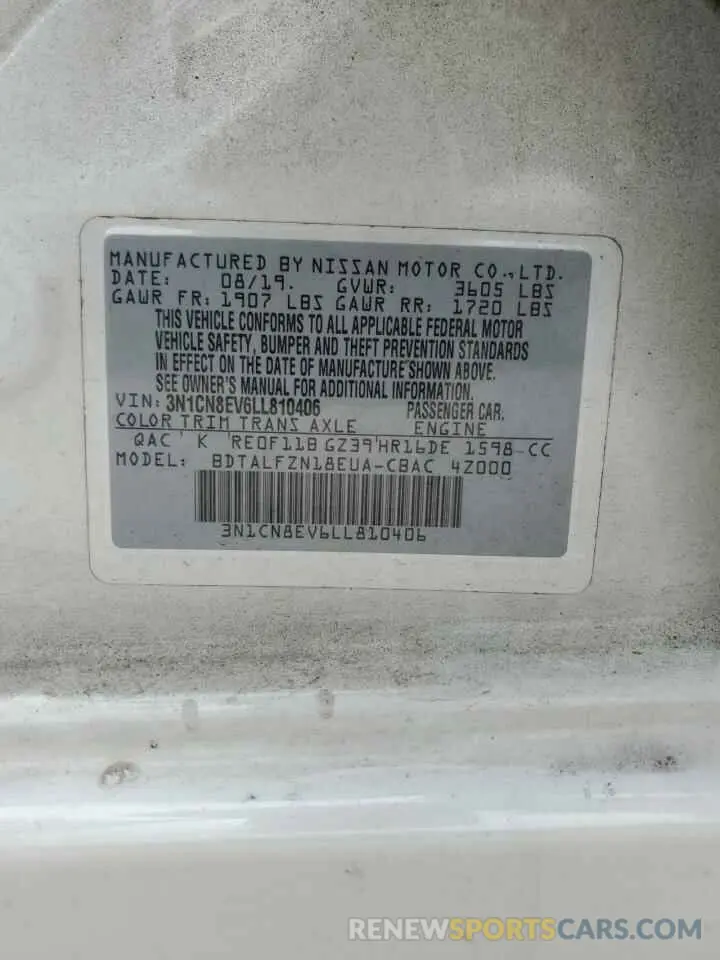 MANUFACTURED BY NISSAN MOTOR CO., LTD.
DATE: 08/19. GVWR: 3605 LBS
GAWR FR: 1907 LBS GAWR RR: 1720 LBS
THIS VEHICLE CONFORMS TO ALL APPLICABLE FEDERAL MOTOR
VEHICLE SAFETY, BUMPER AND THEFT PREVENTION STANDARDS
IN EFFECT ON THE DATE OF MANUFACTURE SHOWN ABOVE.
SEE OWNER'S MANUAL FOR ADDITIONAL INFORMATION.
VIN: 3N1CN8EV6LL810406 PASSENGER CAR.
COLOR TRIM TRANS AXLE ENGINE
QAC K RE0F11B GZ39 HR16DE 1598-CC
MODEL: BDTALFZN18EUA-CBAC 4Z000
3N1CN8EV6LL810406
RENEWSPORTSCARS.COM